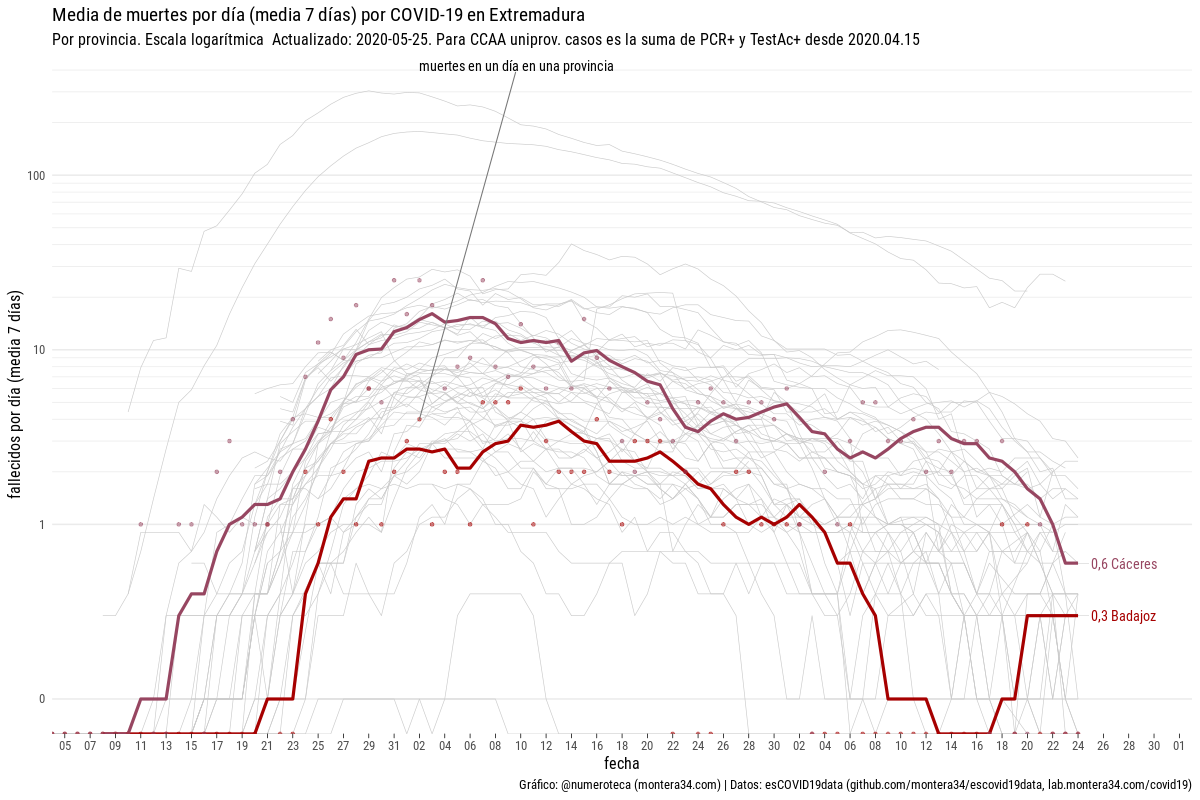 Media de muertes por día (media 7 días) por COVID-19 en Extremadura
Por provincia. Escala logarítmica  Actualizado: 2020-05-25. Para CCAA uniprov. casos es la suma de PCR+ y TestAc+ desde 2020.04.15
muertes en un día en una provincia
fallecidos por día (media  7 días)
100
10
1
0
0,6 Cáceres
0,3 Badajoz
05 07 09 11 13 15 17 19 21 23 25 27 29 31 02 04 06 08 10 12 14 16 18 20 22 24 26 28 30 02 04 06 08 10 12 14 16 18 20 22 24 26 28 30 01
fecha
Gráfico: @numeroteca (montera34.com) | Datos: esCOVID19data (github.com/montera34/escovid19data, lab.montera34.com/covid19)